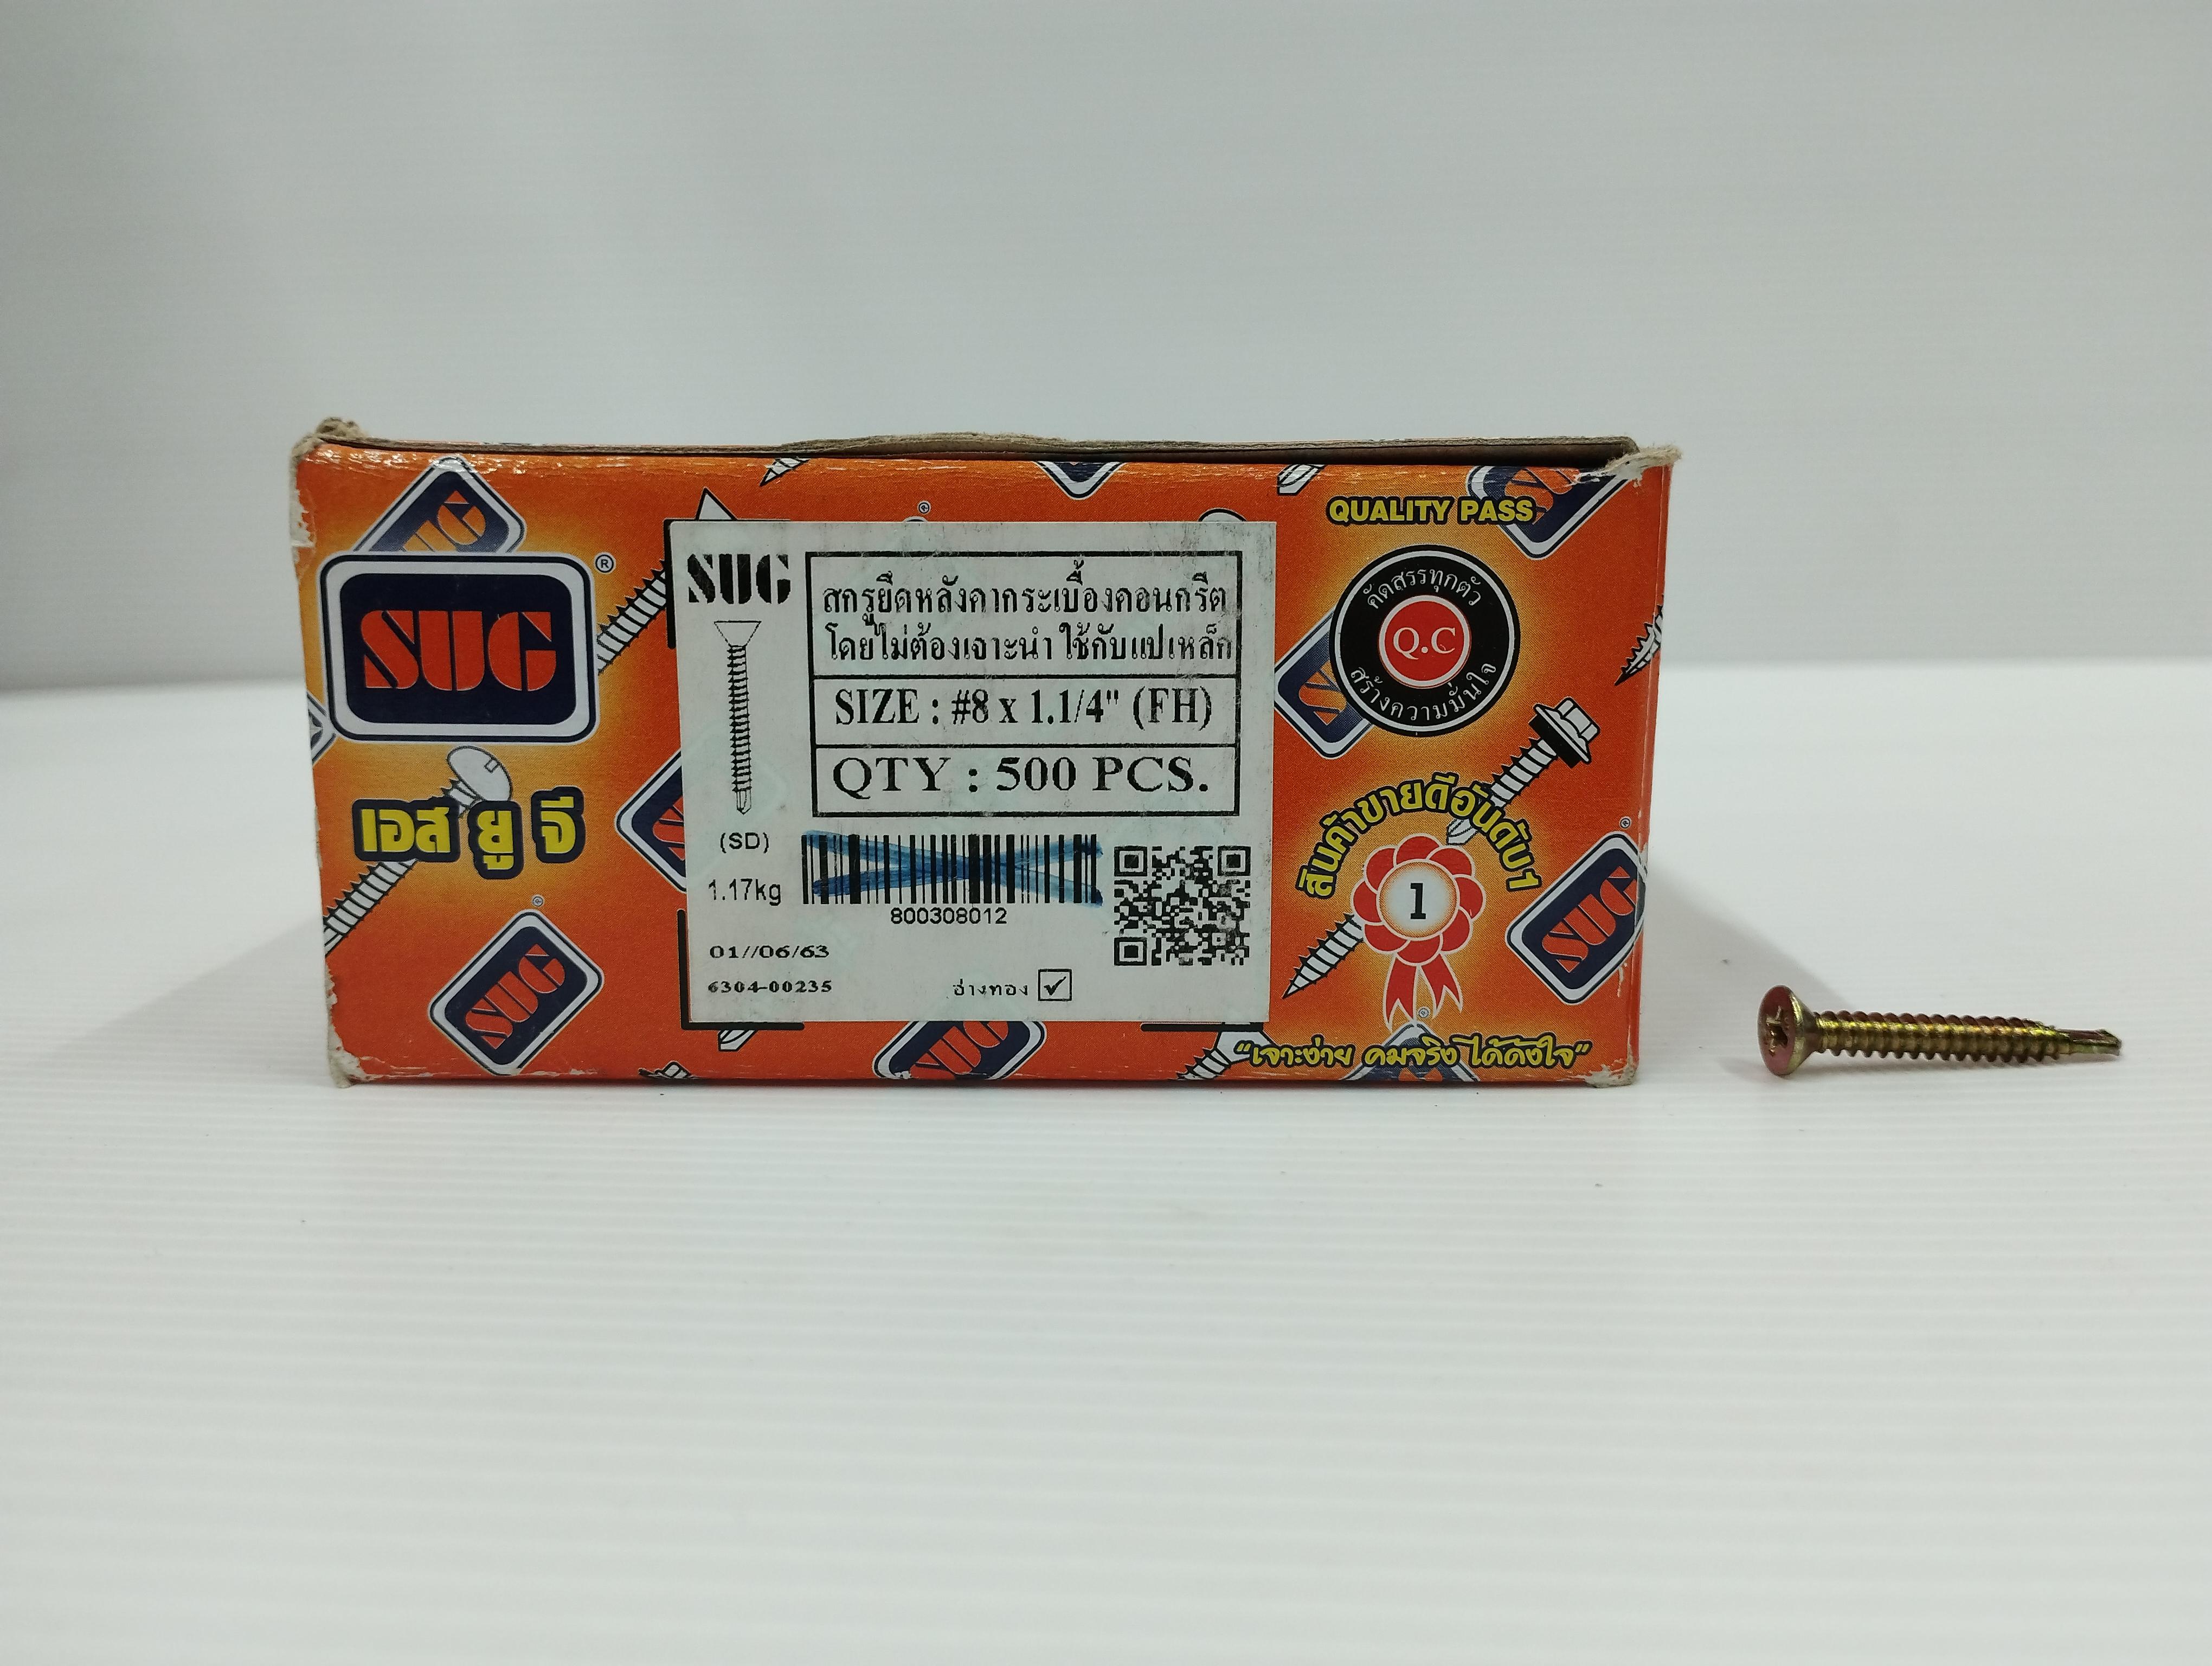 SUG
®
SUG
เอส ยู จี
SUG
SUG
(SD)
1.17kg
01//06/63
6304-00235
สกรูยึดหลังคากระเบื้องคอนกรีต
โดยไม่ต้องเจาะนำ ใช้กับแปเหล็ก
SIZE : #8 x 1.1/4" (FH)
QTY : 500 PCS.
800308012
อ่างทอง
QUALITY PASS
คัดสรรทุกตัว
Q.C
สร้างความมั่นใจ
สินค้าขายดีอันดับ1
1
SUG
"เจาะง่าย คมจริง ได้ดั่งใจ"